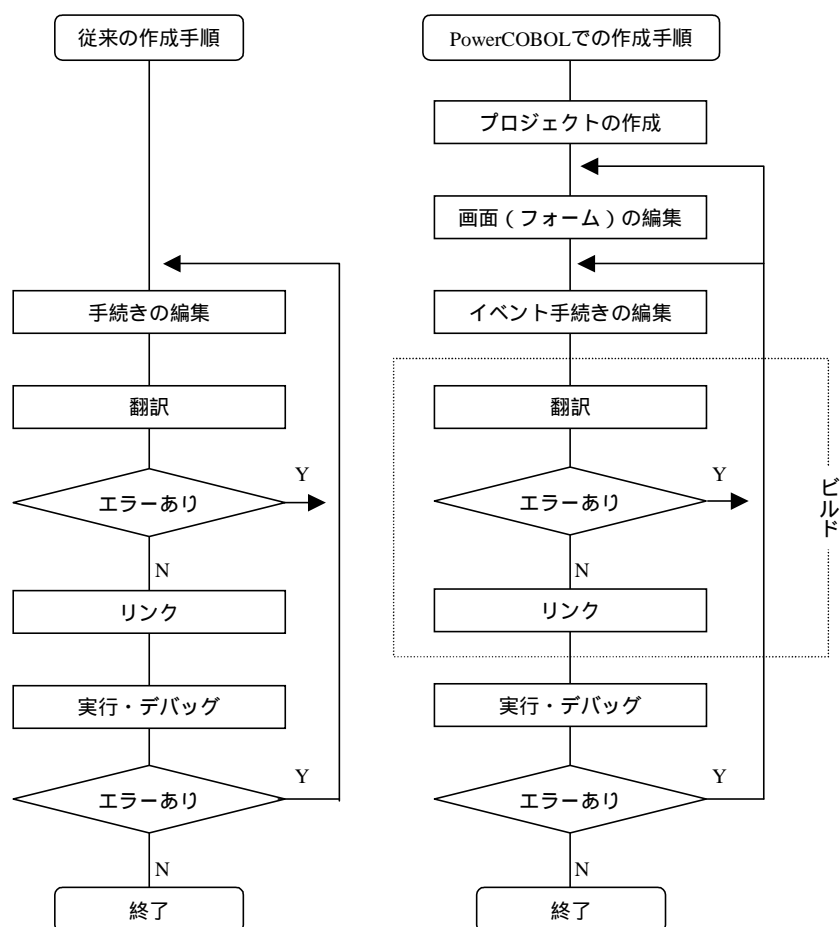 従来の作成手順
手続きの編集
翻訳
エラーあり
Y
N
リンク
実行・デバッグ
エラーあり
Y
N
終了
PowerCOBOLでの作成手順
プロジェクトの作成
画面（フォーム）の編集
イベント手続きの編集
翻訳
エラーあり
Y
N
リンク
ビルド
実行・デバッグ
エラーあり
Y
N
終了